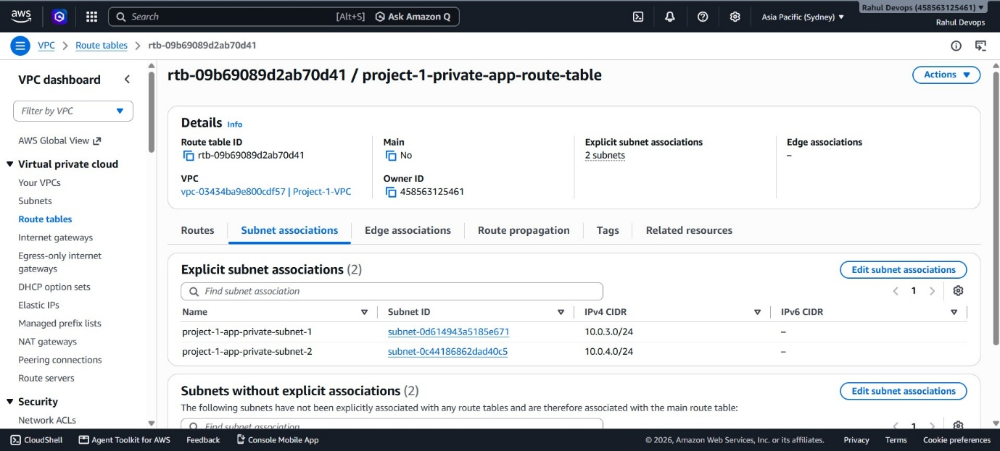 aws
Search [Alt+S] Ask Amazon Q
Asia Pacific (Sydney)
Rahul Devops (458563125461)
Rahul Devops
VPC
Route tables
rtb-09b69089d2ab70d41
VPC dashboard
Filter by VPC
AWS Global View
Virtual private cloud
Your VPCs
Subnets
Route tables
Internet gateways
Egress-only internet
gateways
DHCP option sets
Elastic IPs
Managed prefix lists
NAT gateways
Peering connections
Route servers
Security
Network ACLs
rtb-09b69089d2ab70d41 / project-1-private-app-route-table
Actions
Details Info
Route table ID
rtb-09b69089d2ab70d41
Main
No
Explicit subnet associations
2 subnets
Edge associations
–
VPC
vpc-03434ba9e800cdf57 | Project-1-VPC
Owner ID
458563125461
Routes
Subnet associations
Edge associations
Route propagation
Tags
Related resources
Explicit subnet associations (2)
Edit subnet associations
Find subnet association
1
Name Subnet ID IPv4 CIDR IPv6 CIDR
project-1-app-private-subnet-1 subnet-0d614943a5185e671 10.0.3.0/24 –
project-1-app-private-subnet-2 subnet-0c44186862dad40c5 10.0.4.0/24 –
Subnets without explicit associations (2)
Edit subnet associations
The following subnets have not been explicitly associated with any route tables and are therefore associated with the main route table:
Find subnet association
1
CloudShell
Agent Toolkit for AWS
Feedback
Console Mobile App
© 2026, Amazon Web Services, Inc. or its affiliates.
Privacy
Terms
Cookie preferences